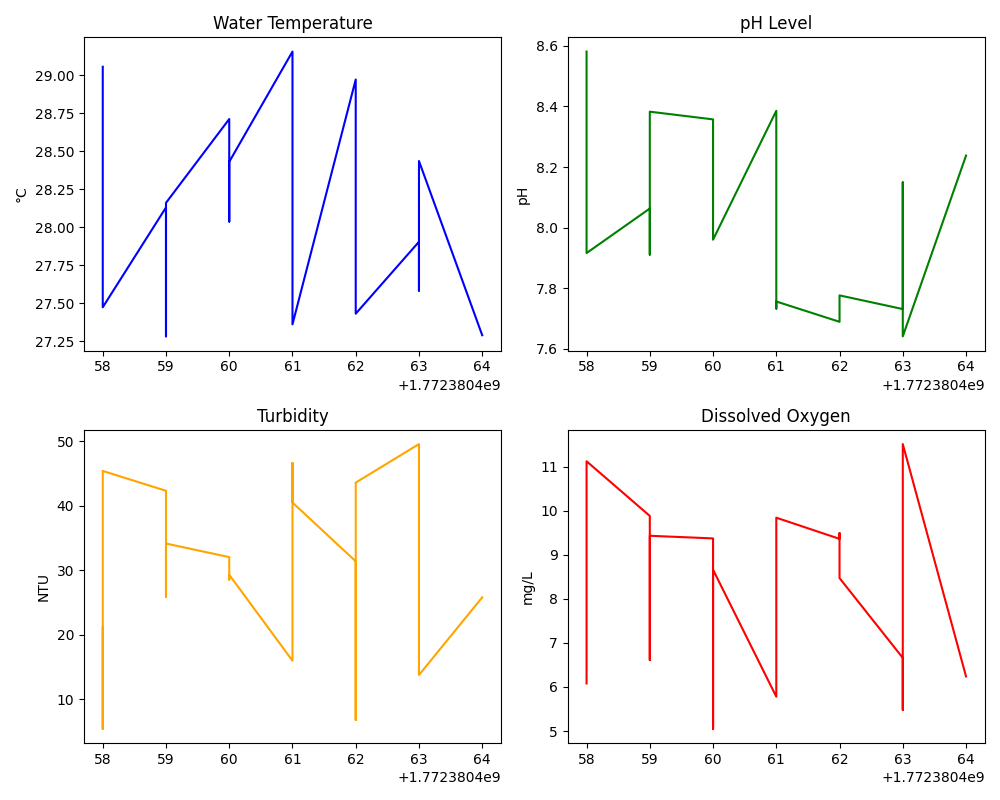 Water Temperature
°C
29.00
28.75
28.50
28.25
28.00
27.75
27.50
27.25
58 59 60 61 62 63 64
+1.7723804e9
pH Level
pH
8.6
8.4
8.2
8.0
7.8
7.6
58 59 60 61 62 63 64
+1.7723804e9
Turbidity
NTU
50
40
30
20
10
58 59 60 61 62 63 64
+1.7723804e9
Dissolved Oxygen
mg/L
11
10
9
8
7
6
5
58 59 60 61 62 63 64
+1.7723804e9